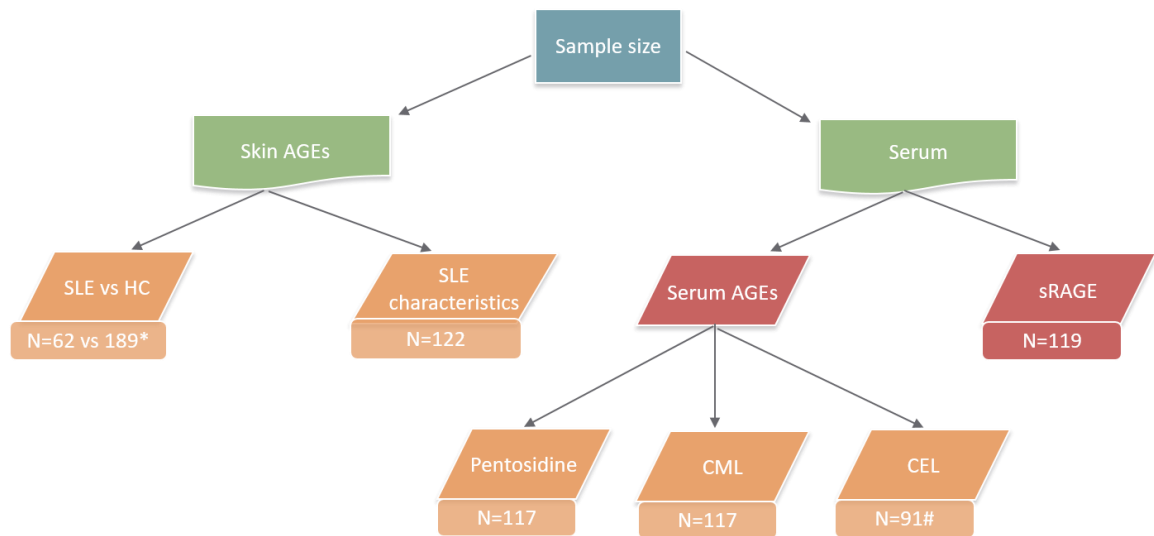 Sample size
Skin AGEs
Serum
SLE vs HC
N=62 vs 189*
SLE
characteristics
N=122
Serum AGEs
sRAGE
N=119
Pentosidine
N=117
CML
N=117
CEL
N=91#